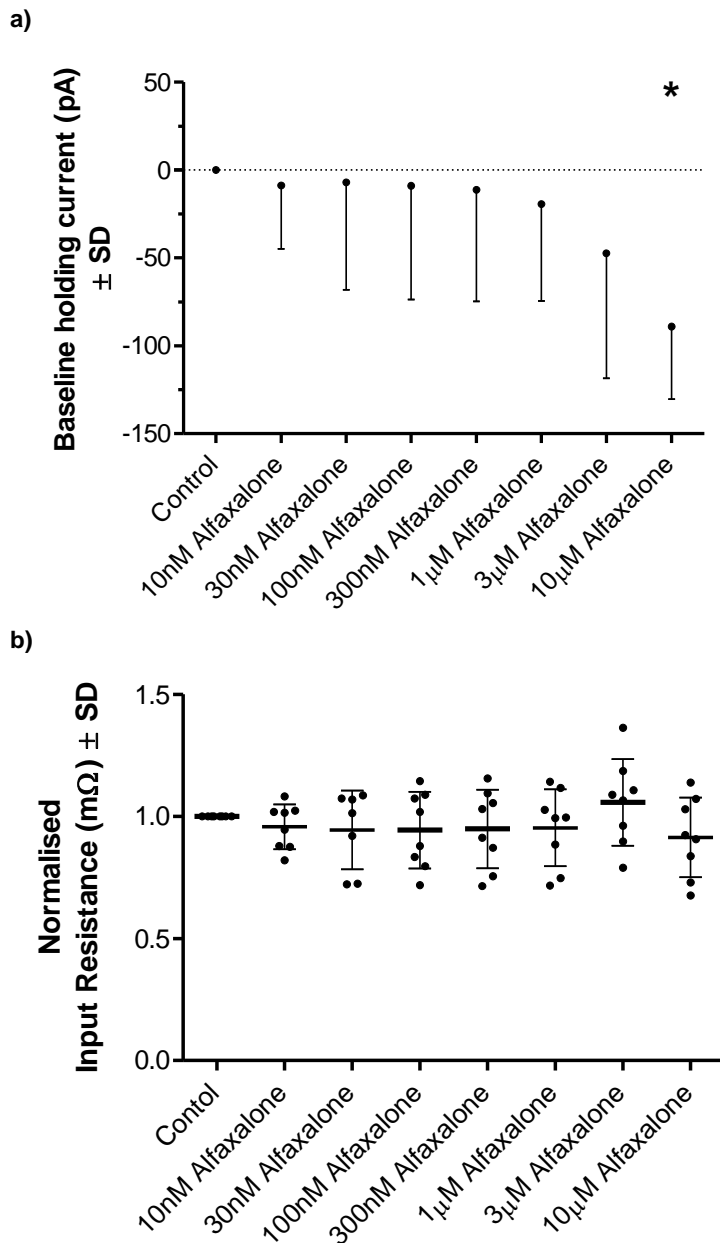 a)
Baseline holding current (pA)
± SD
50
0
-50
-100
-150
*
Control
10nM Alfaxalone
30nM Alfaxalone
100nM Alfaxalone
300nM Alfaxalone
1μM Alfaxalone
3μM Alfaxalone
10μM Alfaxalone
b)
Normalised
Input Resistance (mΩ) ± SD
1.5
1.0
0.5
0.0
Contol
10nM Alfaxalone
30nM Alfaxalone
100nM Alfaxalone
300nM Alfaxalone
1μM Alfaxalone
3μM Alfaxalone
10μM Alfaxalone